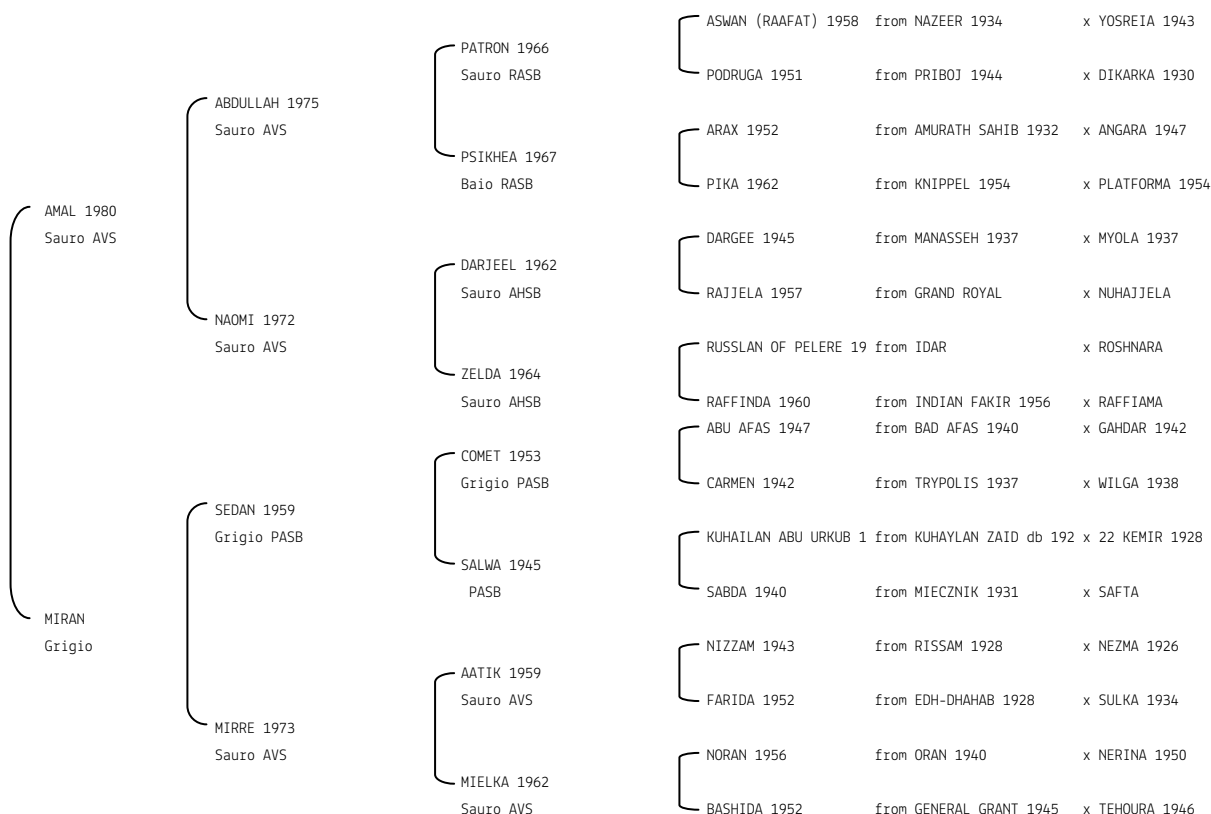 ASWAN (RAAFAT) 1958 from NAZEER 1934 x YOSREIA 1943
PATRON 1966
Sauro RASB
PODRUGA 1951 from PRIBOJ 1944 x DIKARKA 1930
ABDULLAH 1975
Sauro AVS
ARAX 1952 from AMURATH SAHIB 1932 x ANGARA 1947
PSIKHEA 1967
Baio RASB
PIKA 1962 from KNIPPEL 1954 x PLATFORMA 1954
AMAL 1980
Sauro AVS
DARGEE 1945 from MANASSEH 1937 x MYOLA 1937
DARJEEL 1962
Sauro AHSB
RAJJELA 1957 from GRAND ROYAL x NUHAJJELA
NAOMI 1972
Sauro AVS
RUSSLAN OF PELERE 19 from IDAR x ROSHNARA
ZELDA 1964
Sauro AHSB
RAFFINDA 1960 from INDIAN FAKIR 1956 x RAFFIAMA
ABU AFAS 1947 from BAD AFAS 1940 x GAHDAR 1942
COMET 1953
Grigio PASB
CARMEN 1942 from TRYPOLIS 1937 x WILGA 1938
SEDAN 1959
Grigio PASB
KUHAILAN ABU URKUB 1 from KUHAYLAN ZAID db 192 x 22 KEMIR 1928
SALWA 1945
PASB
SABDA 1940 from MIECZNIK 1931 x SAFTA
MIRAN
Grigio
NIZZAM 1943 from RISSAM 1928 x NEZMA 1926
AATIK 1959
Sauro AVS
FARIDA 1952 from EDH-DHAHAB 1928 x SULKA 1934
MIRRE 1973
Sauro AVS
NORAN 1956 from ORAN 1940 x NERINA 1950
MIELKA 1962
Sauro AVS
BASHIDA 1952 from GENERAL GRANT 1945 x TEHOURA 1946